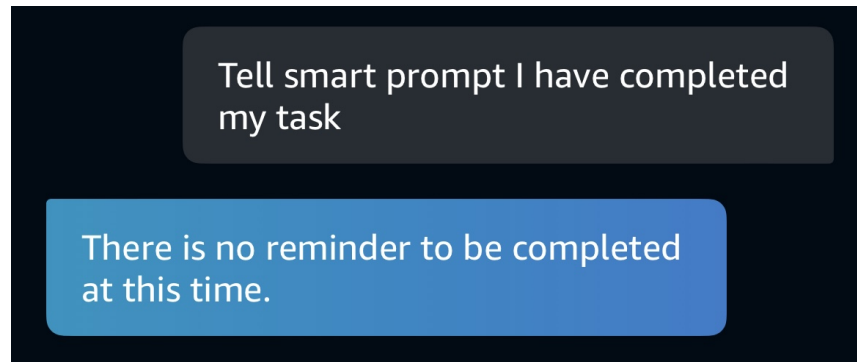 Tell smart prompt I have completed
my task
There is no reminder to be completed
at this time.